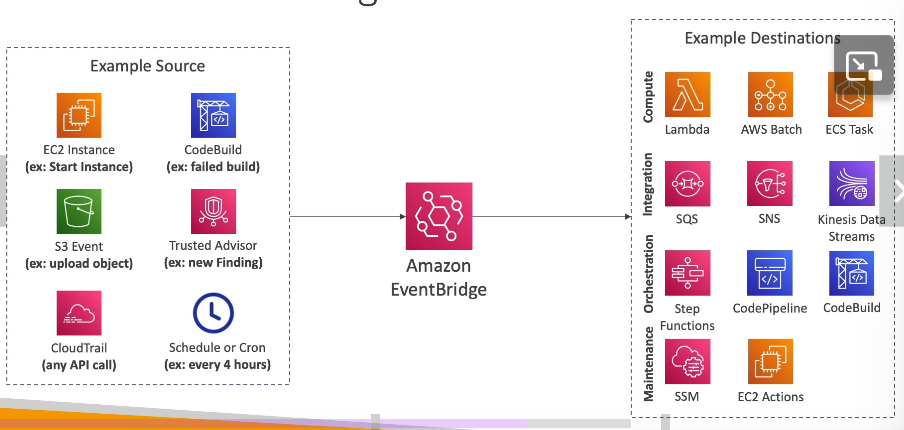 Example Source
EC2 Instance
(ex: Start Instance)
CodeBuild
(ex: failed build)
S3 Event
(ex: upload object)
Trusted Advisor
(ex: new Finding)
CloudTrail
(any API call)
Schedule or Cron
(ex: every 4 hours)
Amazon
EventBridge
Example Destinations
Compute
Lambda
AWS Batch
ECS Task
Integration
SQS
SNS
Kinesis Data
Streams
Orchestration
Step
Functions
CodePipeline
CodeBuild
Maintenance
SSM
EC2 Actions